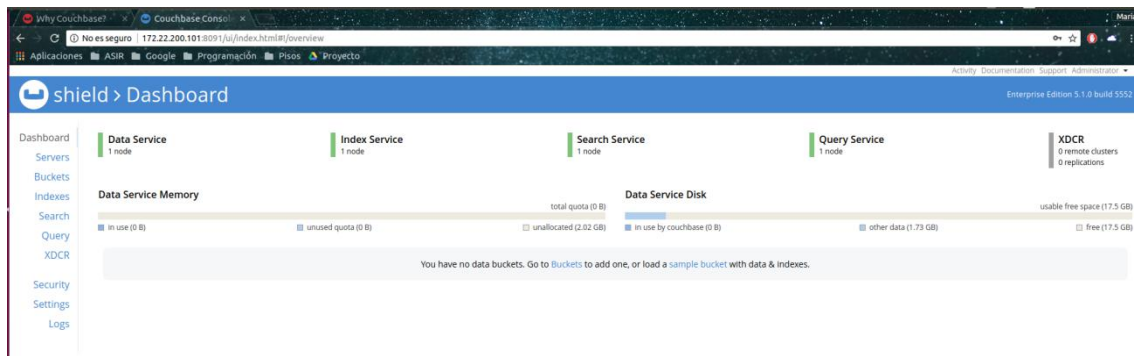 Why Couchbase?
Couchbase Consol
Maria
No es seguro | 172.22.200.101:8091/ui/index.html#!/overview
Aplicaciones ASIR Google Programación Pisos Proyecto
Activity Documentation Support Administrator
shield > Dashboard
Enterprise Edition 5.1.0 build 5552
Dashboard
Servers
Buckets
Indexes
Search
Query
XDCR
Security
Settings
Logs
Data Service
1 node
Index Service
1 node
Search Service
1 node
Query Service
1 node
XDCR
0 remote clusters
0 replications
Data Service Memory
total quota (0 B)
in use (0 B) unused quota (0 B) unallocated (2.02 GB)
Data Service Disk
usable free space (17.5 GB)
in use by couchbase (0 B) other data (1.73 GB) free (17.5 GB)
You have no data buckets. Go to Buckets to add one, or load a sample bucket with data & indexes.